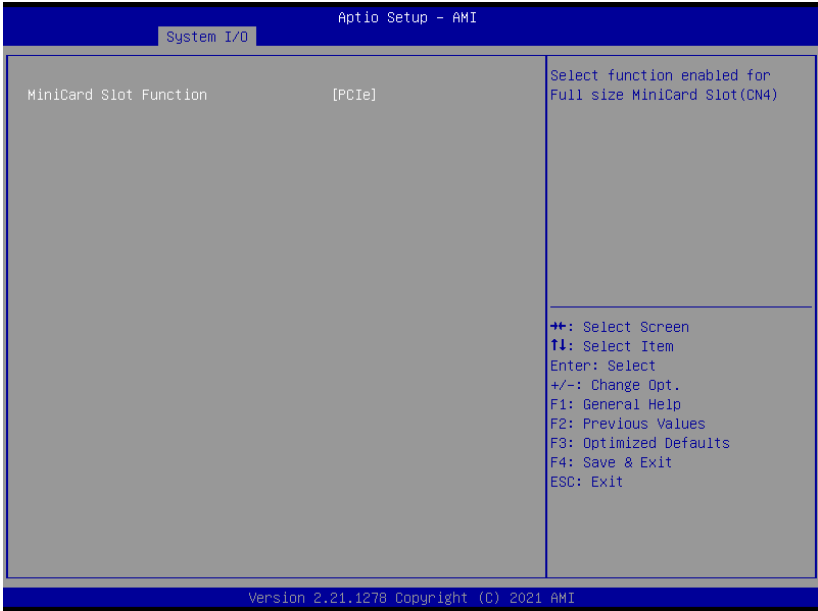 Aptio Setup – AMI
System I/O
MiniCard Slot Function [PCIe]
Select function enabled for
Full size MiniCard Slot(CN4)
→←: Select Screen
↑↓: Select Item
Enter: Select
+/-: Change Opt.
F1: General Help
F2: Previous Values
F3: Optimized Defaults
F4: Save & Exit
ESC: Exit
Version 2.21.1278 Copyright (C) 2021 AMI